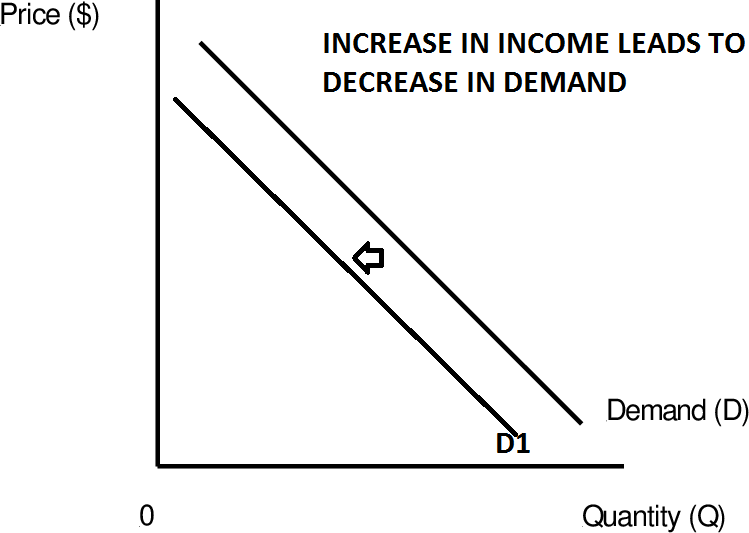 Price ($)
INCREASE IN INCOME LEADS TO
DECREASE IN DEMAND
Demand (D)
D1
0
Quantity (Q)